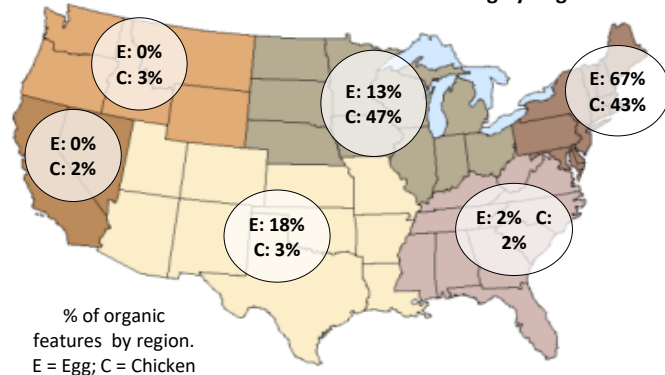 E: 0%
C: 3%
E: 13%
C: 47%
E: 67%
C: 43%
E: 0%
C: 2%
E: 18%
C: 3%
E: 2% C:
2%
% of organic
features by region.
E = Egg; C = Chicken